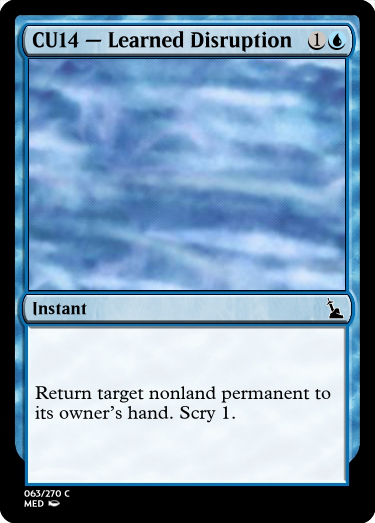 CU14 — Learned Disruption 1
Instant
Return target nonland permanent to
its owner's hand. Scry 1.
063/270 C
MED